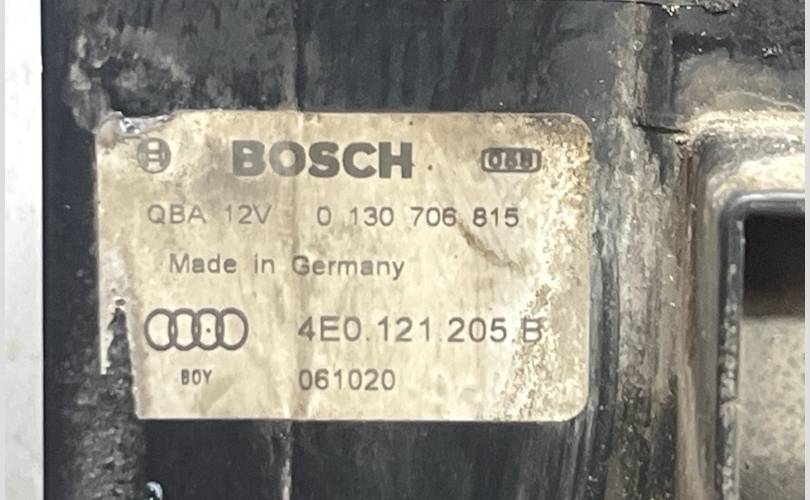 BOSCH
QBA 12V 0 130 706 815
Made in Germany
4E0.121.205.B
BOY 061020